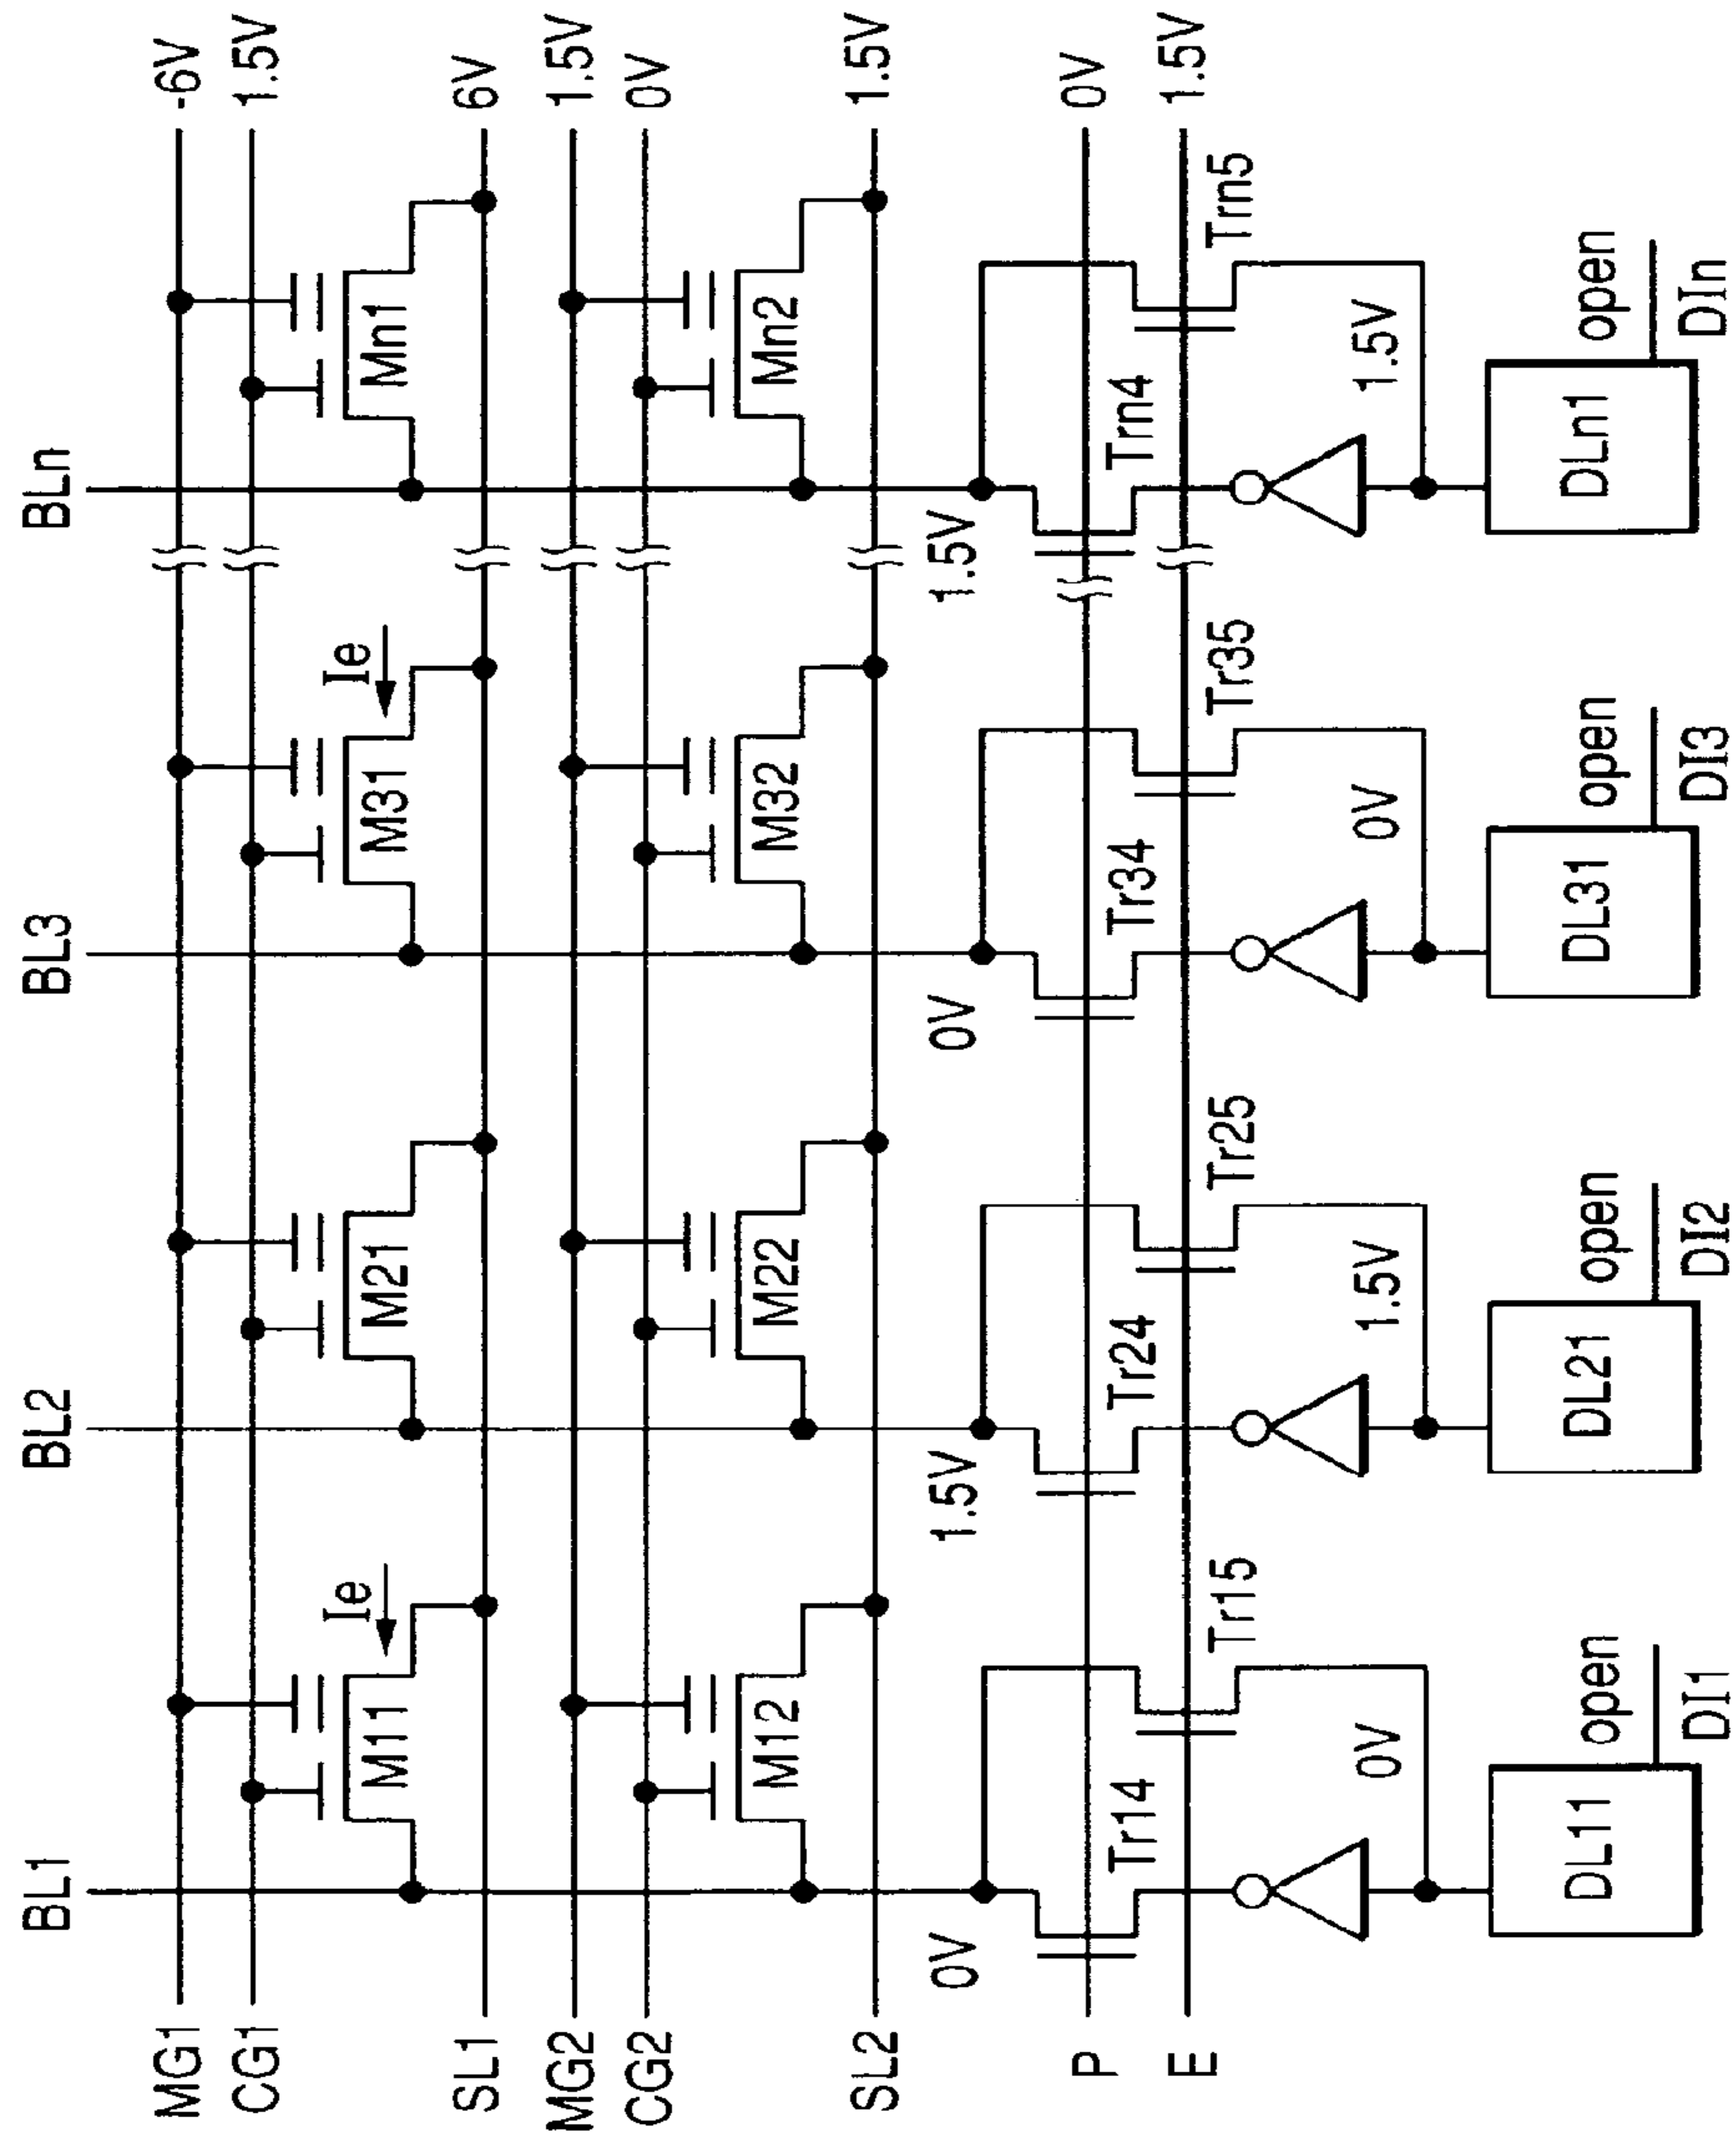 BL1 BL2 BL3 BLn
MG1 -6V
CG1 1.5V
M11 Ie M21 M31 Ie Mn1
SL1 6V
MG2 1.5V
CG2 0V
M12 M22 M32 Mn2
SL2 1.5V
0V 1.5V 0V 1.5V
P 0V
Tr14 Tr24 Tr34 Trn4
E 1.5V
Tr15 Tr25 Tr35 Trn5
0V 1.5V 0V 1.5V
DL11 open DL21 open DL31 open DLn1 open
DI1 DI2 DI3 DIn